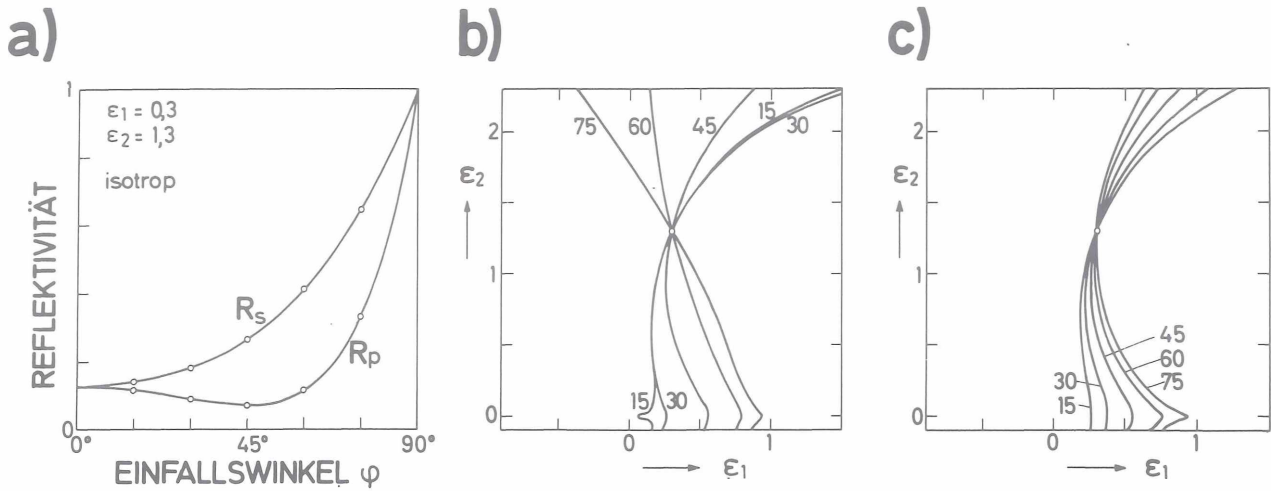 a)
1
ε₁ = 0,3
ε₂ = 1,3
isotrop
REFLEKTIVITÄT
Rs
Rp
0
0° 45° 90°
EINFALLSWINKEL φ
b)
2
ε₂
1
0
75 60 45 15
30
15 30
0 1
ε₁
c)
2
ε₂
1
0
45
60
30 75
15
0 1
ε₁